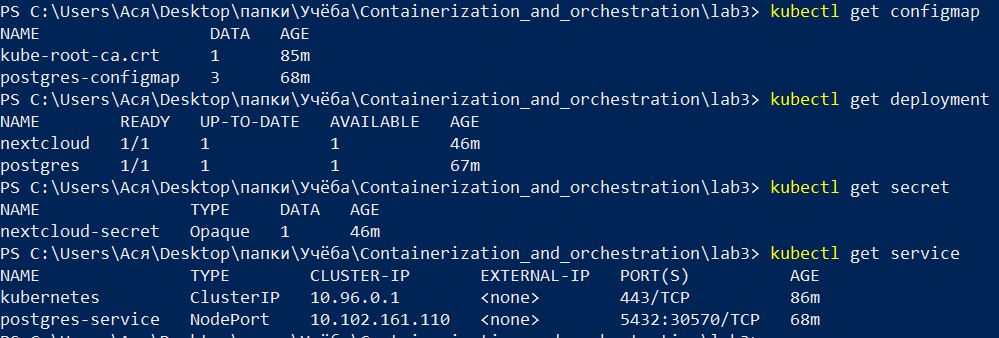 PS C:\Users\Ася\Desktop\папки\Учёба\Containerization_and_orchestration\lab3> kubectl get configmap
NAME DATA AGE
kube-root-ca.crt 1 85m
postgres-configmap 3 68m
PS C:\Users\Ася\Desktop\папки\Учёба\Containerization_and_orchestration\lab3> kubectl get deployment
NAME READY UP-TO-DATE AVAILABLE AGE
nextcloud 1/1 1 1 46m
postgres 1/1 1 1 67m
PS C:\Users\Ася\Desktop\папки\Учёба\Containerization_and_orchestration\lab3> kubectl get secret
NAME TYPE DATA AGE
nextcloud-secret Opaque 1 46m
PS C:\Users\Ася\Desktop\папки\Учёба\Containerization_and_orchestration\lab3> kubectl get service
NAME TYPE CLUSTER-IP EXTERNAL-IP PORT(S) AGE
kubernetes ClusterIP 10.96.0.1 <none> 443/TCP 86m
postgres-service NodePort 10.102.161.110 <none> 5432:30570/TCP 68m